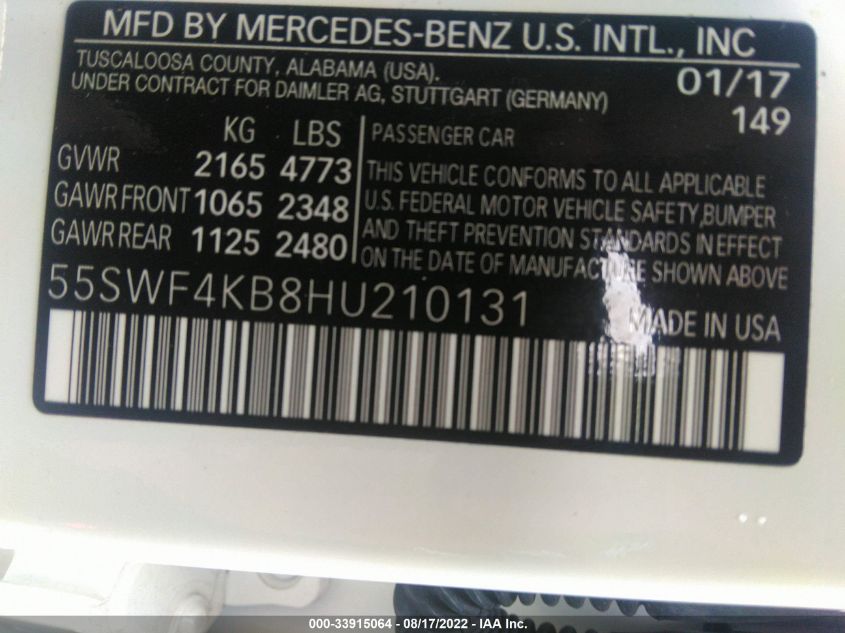 MFD BY MERCEDES-BENZ U.S. INTL., INC
TUSCALOOSA COUNTY, ALABAMA (USA).
UNDER CONTRACT FOR DAIMLER AG, STUTTGART (GERMANY)
01/17
149
KG LBS
GVWR 2165 4773
GAWR FRONT 1065 2348
GAWR REAR 1125 2480
PASSENGER CAR
THIS VEHICLE CONFORMS TO ALL APPLICABLE
U.S. FEDERAL MOTOR VEHICLE SAFETY, BUMPER
AND THEFT PREVENTION STANDARDS IN EFFECT
ON THE DATE OF MANUFACTURE SHOWN ABOVE
55SWF4KB8HU210131
MADE IN USA
000-33915064 - 08/17/2022 - IAA Inc.